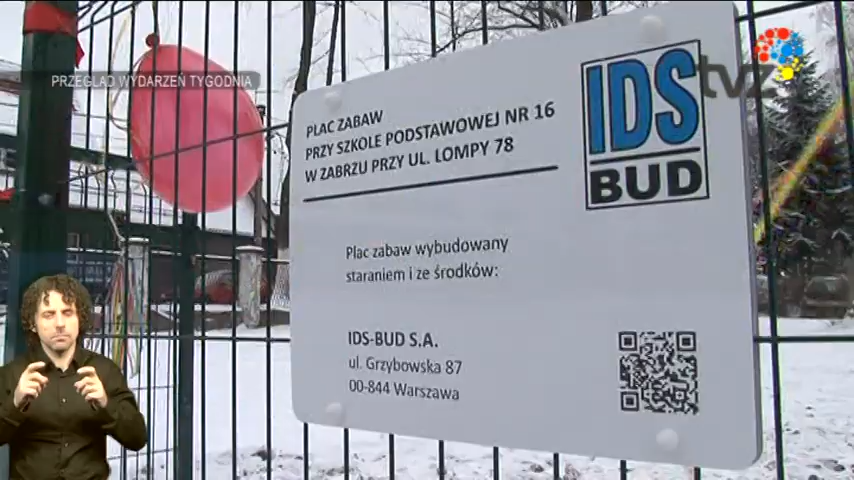 PRZEGLĄD WYDARZEŃ TYGODNIA
tvz
PLAC ZABAW
PRZY SZKOLE PODSTAWOWEJ NR 16
W ZABRZU PRZY UL. LOMPY 78
IDS
BUD
Plac zabaw wybudowany
staraniem i ze środków:
IDS-BUD S.A.
ul. Grzybowska 87
00-844 Warszawa